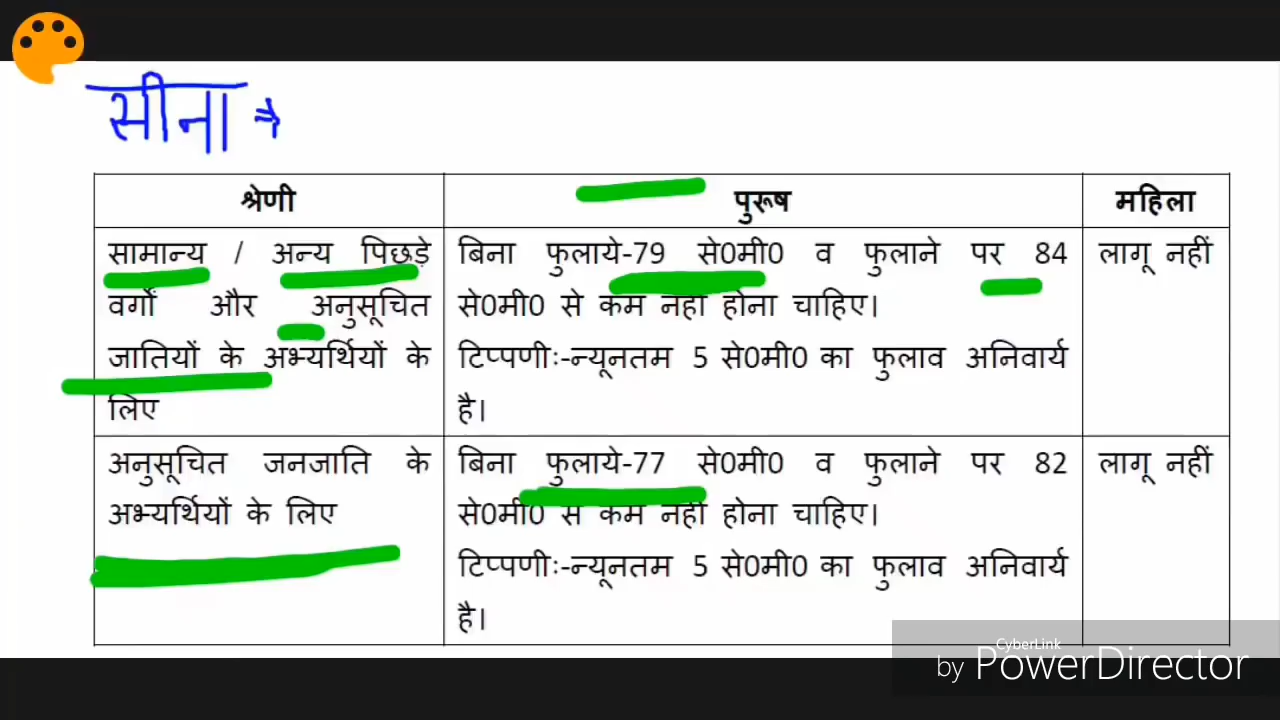 सीना ⇒
श्रेणी पुरूष महिला
सामान्य / अन्य पिछड़े बिना फुलाये-79 से0मी0 व फुलाने पर 84 लागू नहीं
वर्गों और अनुसूचित से0मी0 से कम नहीं होना चाहिए।
जातियों के अभ्यर्थियों के टिप्पणीः-न्यूनतम 5 से0मी0 का फुलाव अनिवार्य
लिए है।
अनुसूचित जनजाति के बिना फुलाये-77 से0मी0 व फुलाने पर 82 लागू नहीं
अभ्यर्थियों के लिए से0मी0 से कम नहीं होना चाहिए।
टिप्पणीः-न्यूनतम 5 से0मी0 का फुलाव अनिवार्य
है।
CyberLink
by PowerDirector